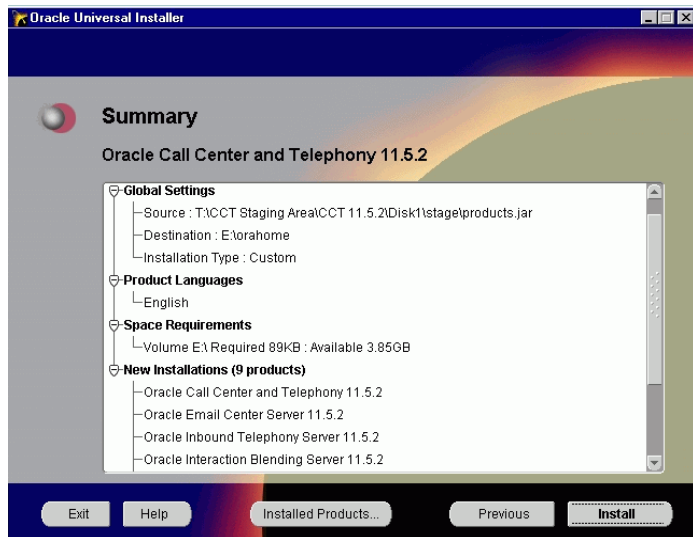 Oracle Universal Installer
Summary
Oracle Call Center and Telephony 11.5.2
Global Settings
Source : T:\CCT Staging Area\CCT 11.5.2\Disk1\stage\products.jar
Destination : E:\orahome
Installation Type : Custom
Product Languages
English
Space Requirements
Volume E:\ Required 89KB : Available 3.85GB
New Installations (9 products)
Oracle Call Center and Telephony 11.5.2
Oracle Email Center Server 11.5.2
Oracle Inbound Telephony Server 11.5.2
Oracle Interaction Blending Server 11.5.2
Exit Help Installed Products... Previous Install